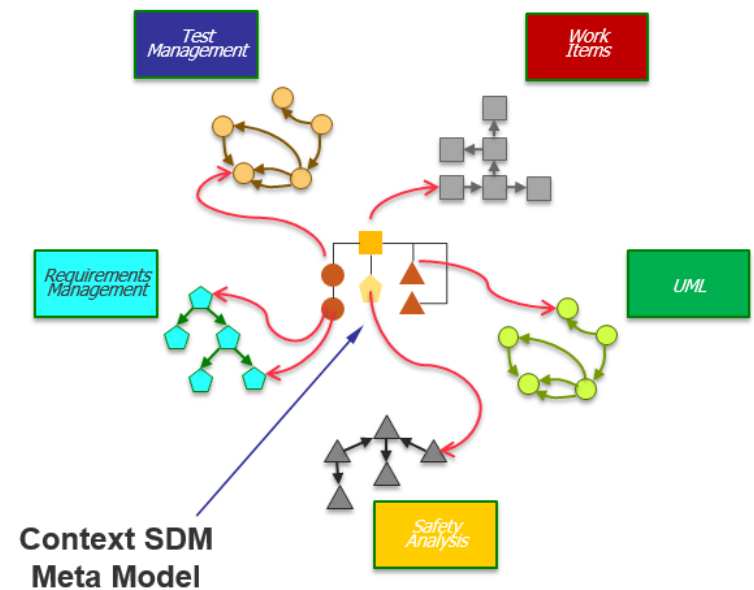 Test
Management
Work
Items
Requirements
Management
UML
Safety
Analysis
Context SDM
Meta Model